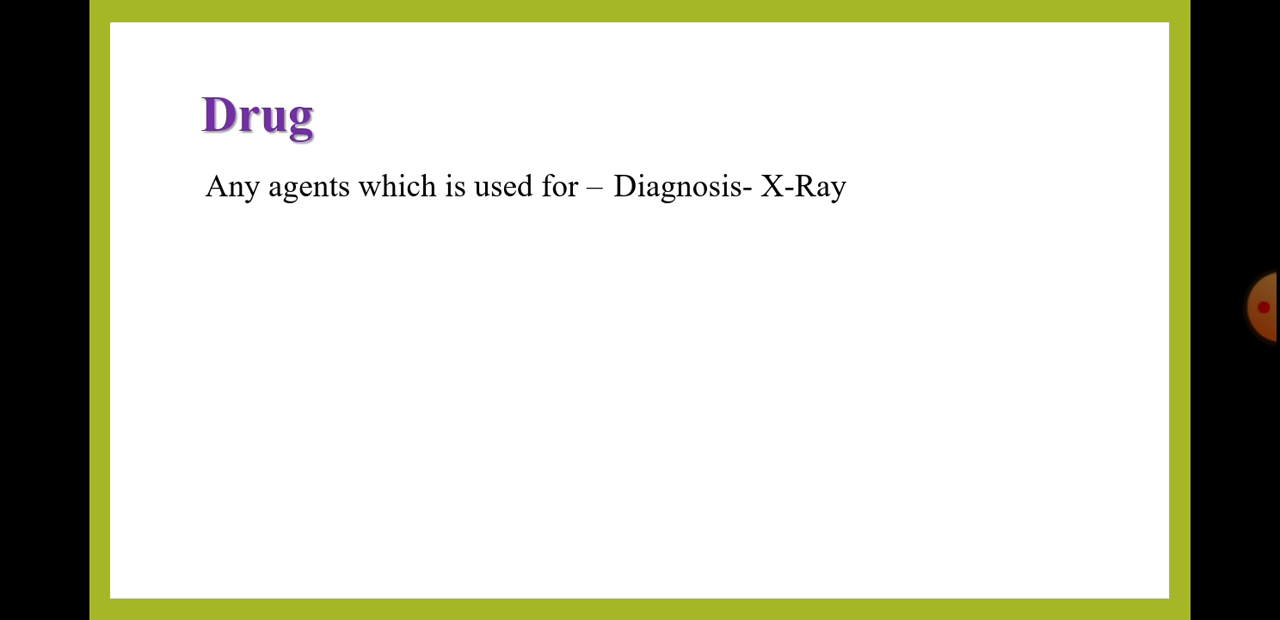 Drug
Any agents which is used for – Diagnosis- X-Ray